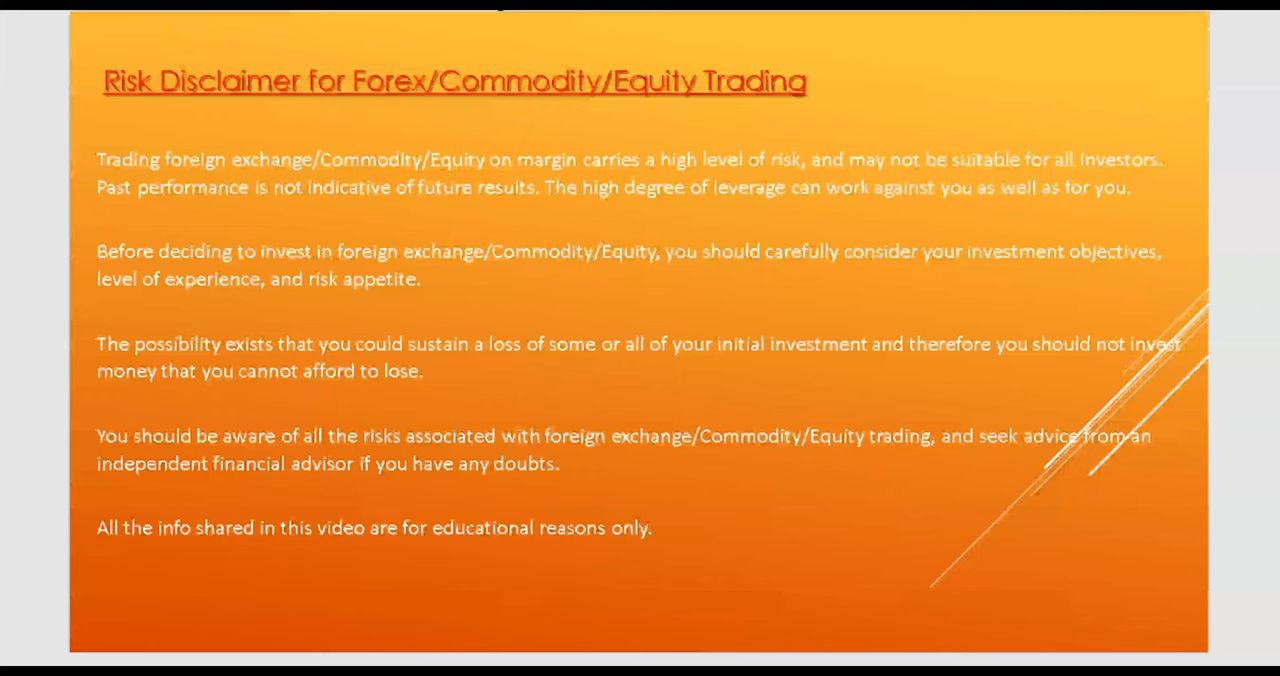 Risk Disclaimer for Forex/Commodity/Equity Trading
Trading foreign exchange/Commodity/Equity on margin carries a high level of risk, and may not be suitable for all investors.
Past performance is not indicative of future results. The high degree of leverage can work against you as well as for you.
Before deciding to invest in foreign exchange/Commodity/Equity, you should carefully consider your investment objectives,
level of experience, and risk appetite.
The possibility exists that you could sustain a loss of some or all of your initial investment and therefore you should not invest
money that you cannot afford to lose.
You should be aware of all the risks associated with foreign exchange/Commodity/Equity trading, and seek advice from an
independent financial advisor if you have any doubts.
All the info shared in this video are for educational reasons only.